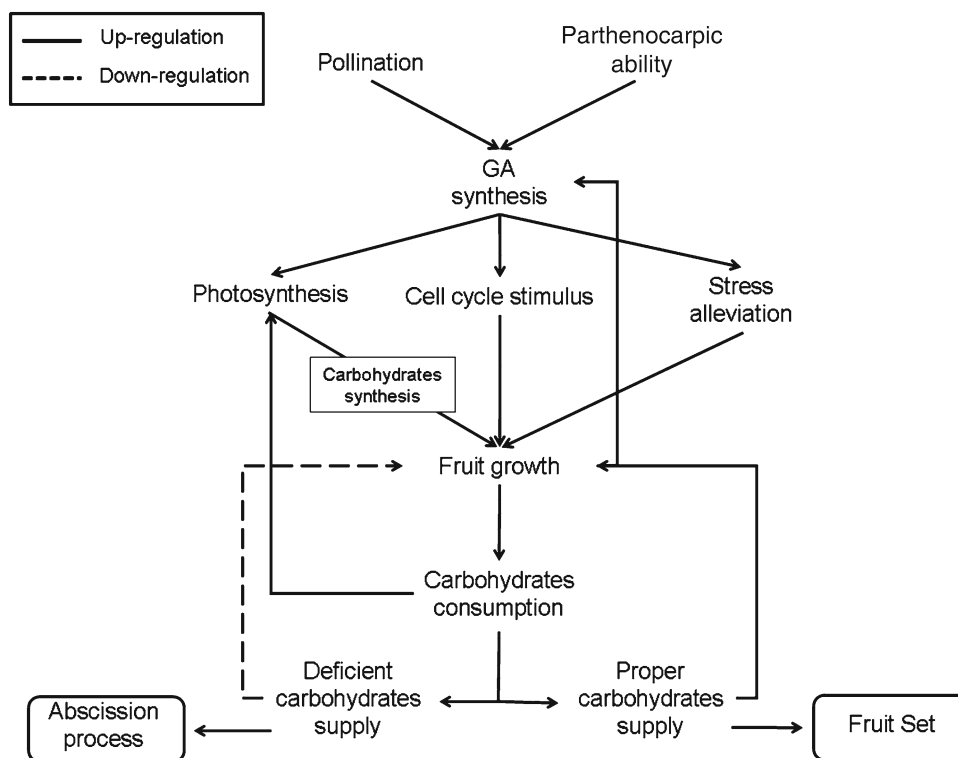 Up-regulation
Down-regulation
Pollination
Parthenocarpic
ability
GA
synthesis
Photosynthesis
Cell cycle stimulus
Stress
alleviation
Carbohydrates
synthesis
Fruit growth
Carbohydrates
consumption
Deficient
carbohydrates
supply
Proper
carbohydrates
supply
Abscission
process
Fruit Set